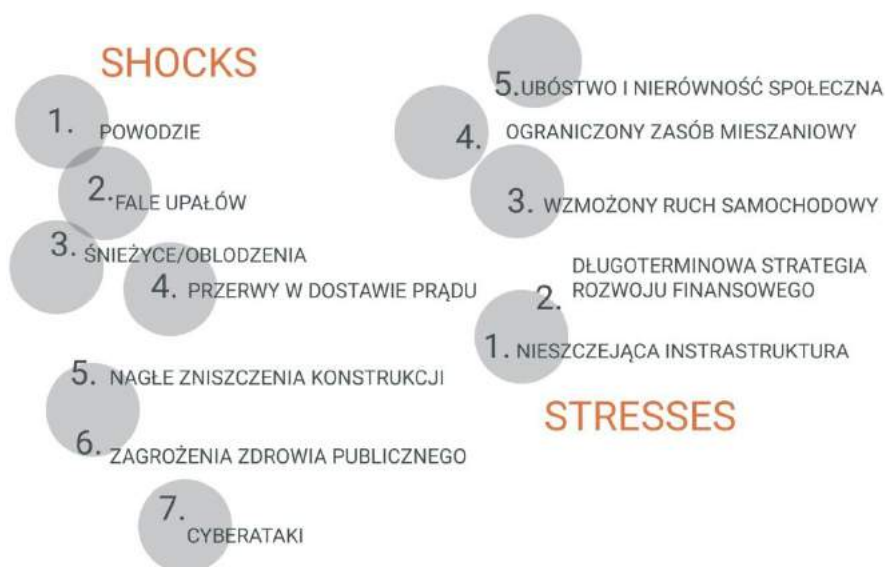 SHOCKS
1. POWODZIE
2. FALE UPAŁÓW
3. ŚNIEŻYCE/OBLODZENIA
4. PRZERWY W DOSTAWIE PRĄDU
5. NAGŁE ZNISZCZENIA KONSTRUKCJI
6. ZAGROŻENIA ZDROWIA PUBLICZNEGO
7. CYBERATAKI
5. UBÓSTWO I NIERÓWNOŚĆ SPOŁECZNA
4. OGRANICZONY ZASÓB MIESZANIOWY
3. WZMOŻONY RUCH SAMOCHODOWY
2. DŁUGOTERMINOWA STRATEGIA
ROZWOJU FINANSOWEGO
1. NIESZCZEJĄCA INSTRASTRUKTURA
STRESSES